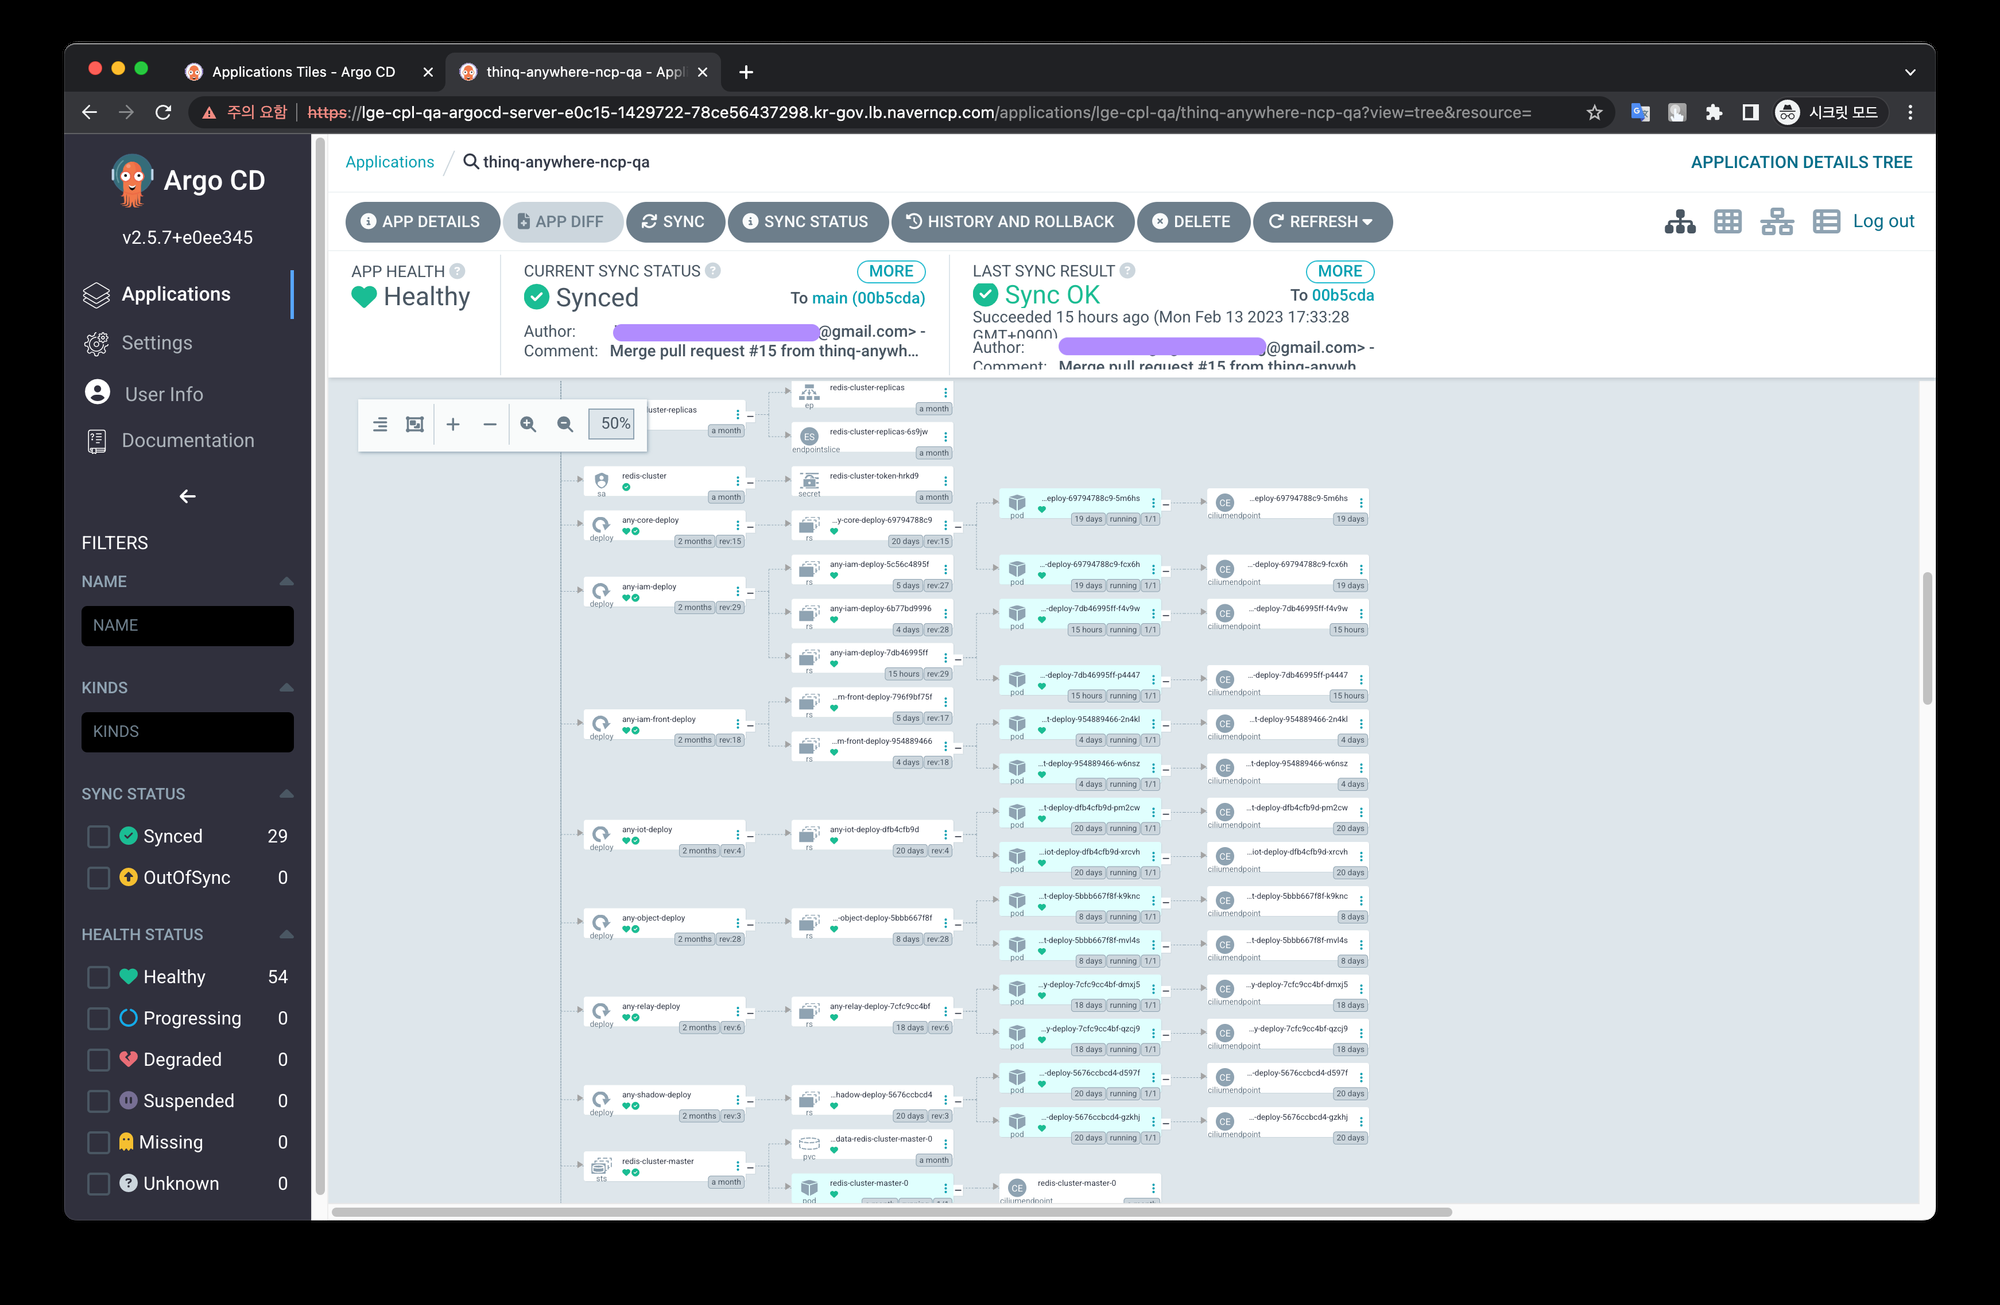 Applications Tiles - Argo CD
thinq-anywhere-ncp-qa - Appl
주의 요함
https://lge-cpl-qa-argocd-server-e0c15-1429722-78ce56437298.kr-gov.lb.naverncp.com/applications/lge-cpl-qa/thinq-anywhere-ncp-qa?view=tree&resource=
시크릿 모드
Argo CD
v2.5.7+e0ee345
Applications
Settings
User Info
Documentation
FILTERS
NAME
NAME
KINDS
KINDS
SYNC STATUS
Synced 29
OutOfSync 0
HEALTH STATUS
Healthy 54
Progressing 0
Degraded 0
Suspended 0
Missing 0
Unknown 0
Applications / thinq-anywhere-ncp-qa
APPLICATION DETAILS TREE
APP DETAILS
APP DIFF
SYNC
SYNC STATUS
HISTORY AND ROLLBACK
DELETE
REFRESH
Log out
APP HEALTH
Healthy
CURRENT SYNC STATUS
MORE
Synced
To main (00b5cda)
Author: @gmail.com> -
Comment: Merge pull request #15 from thinq-anywh...
LAST SYNC RESULT
MORE
Sync OK
To 00b5cda
Succeeded 15 hours ago (Mon Feb 13 2023 17:33:28
GMT+0900)
Author: @gmail.com> -
Comment: Merge pull request #15 from thinq-anywh
50%
uster-replicas
a month
redis-cluster-replicas
ep
a month
redis-cluster-replicas-6s9jw
ES
endpointslice
a month
redis-cluster
sa
a month
redis-cluster-token-hrkd9
secret
a month
any-core-deploy
deploy
2 months rev:15
...y-core-deploy-69794788c9
rs
20 days rev:15
...eploy-69794788c9-5m6hs
pod
19 days running 1/1
CE
...eploy-69794788c9-5m6hs
ciliumendpoint
19 days
...-deploy-69794788c9-fcx6h
pod
19 days running 1/1
CE
...-deploy-69794788c9-fcx6h
ciliumendpoint
19 days
any-iam-deploy
deploy
2 months rev:29
any-iam-deploy-5c56c4895f
rs
5 days rev:27
any-iam-deploy-6b77bd9996
rs
4 days rev:28
any-iam-deploy-7db46995ff
rs
15 hours rev:29
...-deploy-7db46995ff-f4v9w
pod
15 hours running 1/1
CE
...-deploy-7db46995ff-f4v9w
ciliumendpoint
15 hours
...-deploy-7db46995ff-p4447
pod
15 hours running 1/1
CE
...-deploy-7db46995ff-p4447
ciliumendpoint
15 hours
any-iam-front-deploy
deploy
2 months rev:18
...m-front-deploy-796f9bf75f
rs
5 days rev:17
...m-front-deploy-954889466
rs
4 days rev:18
...t-deploy-954889466-2n4kl
pod
4 days running 1/1
CE
...t-deploy-954889466-2n4kl
ciliumendpoint
4 days
...t-deploy-954889466-w6nsz
pod
4 days running 1/1
CE
...t-deploy-954889466-w6nsz
ciliumendpoint
4 days
any-iot-deploy
deploy
2 months rev:4
any-iot-deploy-dfb4cfb9d
rs
20 days rev:4
...t-deploy-dfb4cfb9d-pm2cw
pod
20 days running 1/1
CE
...t-deploy-dfb4cfb9d-pm2cw
ciliumendpoint
20 days
...iot-deploy-dfb4cfb9d-xrcvh
pod
20 days running 1/1
CE
...iot-deploy-dfb4cfb9d-xrcvh
ciliumendpoint
20 days
any-object-deploy
deploy
2 months rev:28
...-object-deploy-5bbb667f8f
rs
8 days rev:28
...t-deploy-5bbb667f8f-k9knc
pod
8 days running 1/1
CE
...t-deploy-5bbb667f8f-k9knc
ciliumendpoint
8 days
...t-deploy-5bbb667f8f-mvl4s
pod
8 days running 1/1
CE
...t-deploy-5bbb667f8f-mvl4s
ciliumendpoint
8 days
any-relay-deploy
deploy
2 months rev:6
any-relay-deploy-7cfc9cc4bf
rs
18 days rev:6
...y-deploy-7cfc9cc4bf-dmxj5
pod
18 days running 1/1
CE
...y-deploy-7cfc9cc4bf-dmxj5
ciliumendpoint
18 days
...y-deploy-7cfc9cc4bf-qzcj9
pod
18 days running 1/1
CE
...y-deploy-7cfc9cc4bf-qzcj9
ciliumendpoint
18 days
any-shadow-deploy
deploy
2 months rev:3
...hadow-deploy-5676ccbcd4
rs
20 days rev:3
...-deploy-5676ccbcd4-d597f
pod
20 days running 1/1
CE
...-deploy-5676ccbcd4-d597f
ciliumendpoint
20 days
...-deploy-5676ccbcd4-gzkhj
pod
20 days running 1/1
CE
...-deploy-5676ccbcd4-gzkhj
ciliumendpoint
20 days
redis-cluster-master
sts
a month
...data-redis-cluster-master-0
pvc
a month
redis-cluster-master-0
pod
CE
redis-cluster-master-0
ciliumendpoint